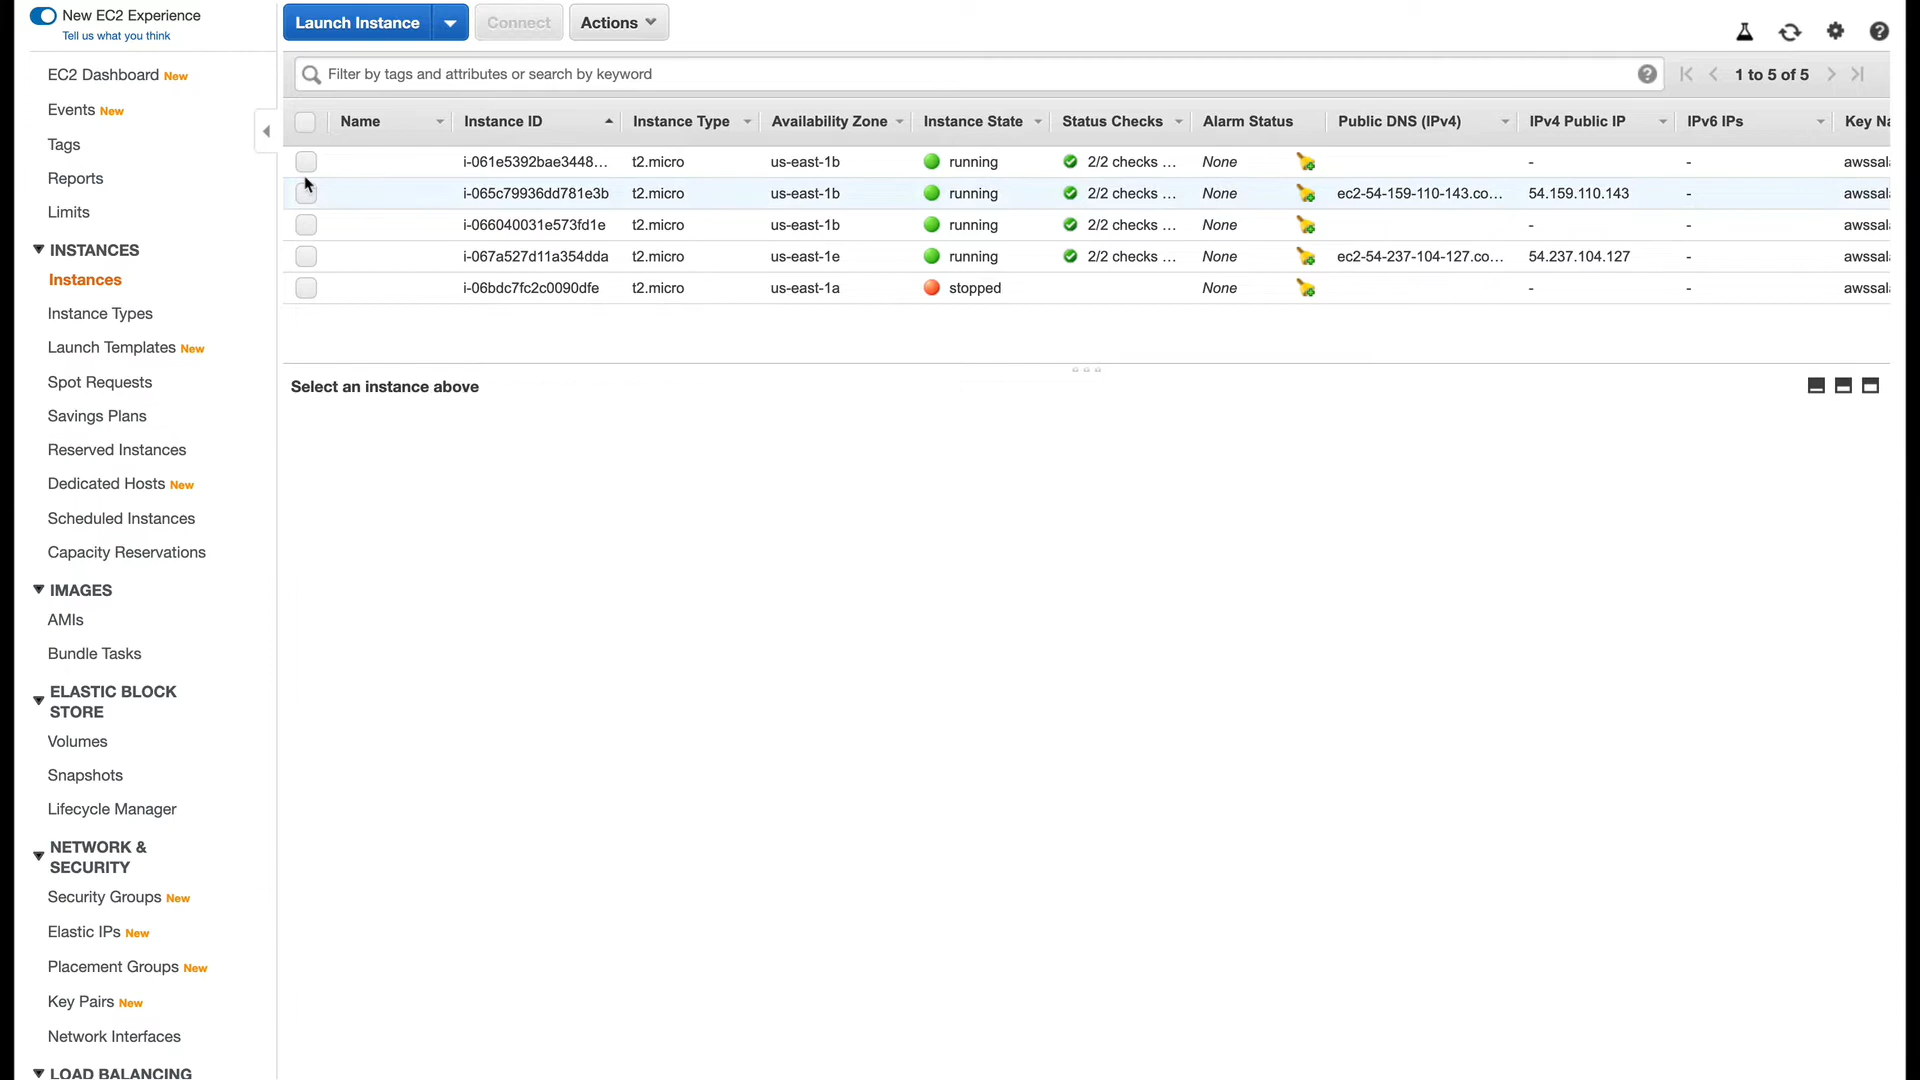 New EC2 Experience
Tell us what you think
EC2 Dashboard New
Events New
Tags
Reports
Limits
INSTANCES
Instances
Instance Types
Launch Templates New
Spot Requests
Savings Plans
Reserved Instances
Dedicated Hosts New
Scheduled Instances
Capacity Reservations
IMAGES
AMIs
Bundle Tasks
ELASTIC BLOCK
STORE
Volumes
Snapshots
Lifecycle Manager
NETWORK &
SECURITY
Security Groups New
Elastic IPs New
Placement Groups New
Key Pairs New
Network Interfaces
LOAD BALANCING
Launch Instance Connect Actions
Filter by tags and attributes or search by keyword 1 to 5 of 5
Name Instance ID Instance Type Availability Zone Instance State Status Checks Alarm Status Public DNS (IPv4) IPv4 Public IP IPv6 IPs Key Na
i-061e5392bae3448... t2.micro us-east-1b running 2/2 checks ... None - - awssal
i-065c79936dd781e3b t2.micro us-east-1b running 2/2 checks ... None ec2-54-159-110-143.co... 54.159.110.143 - awssal
i-066040031e573fd1e t2.micro us-east-1b running 2/2 checks ... None - - awssal
i-067a527d11a354dda t2.micro us-east-1e running 2/2 checks ... None ec2-54-237-104-127.co... 54.237.104.127 - awssal
i-06bdc7fc2c0090dfe t2.micro us-east-1a stopped None - - awssal
Select an instance above